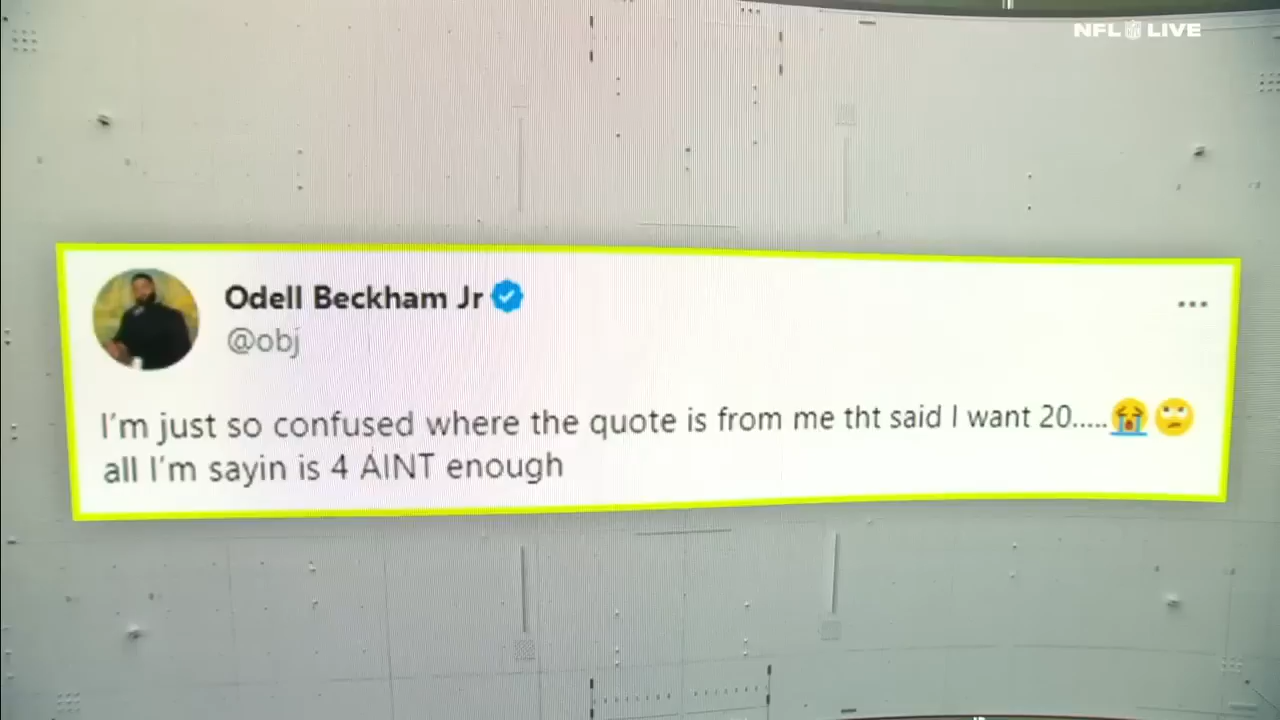 NFL LIVE
Odell Beckham Jr
@obj
I'm just so confused where the quote is from me tht said I want 20.....😭🙄
all I'm sayin is 4 AINT enough